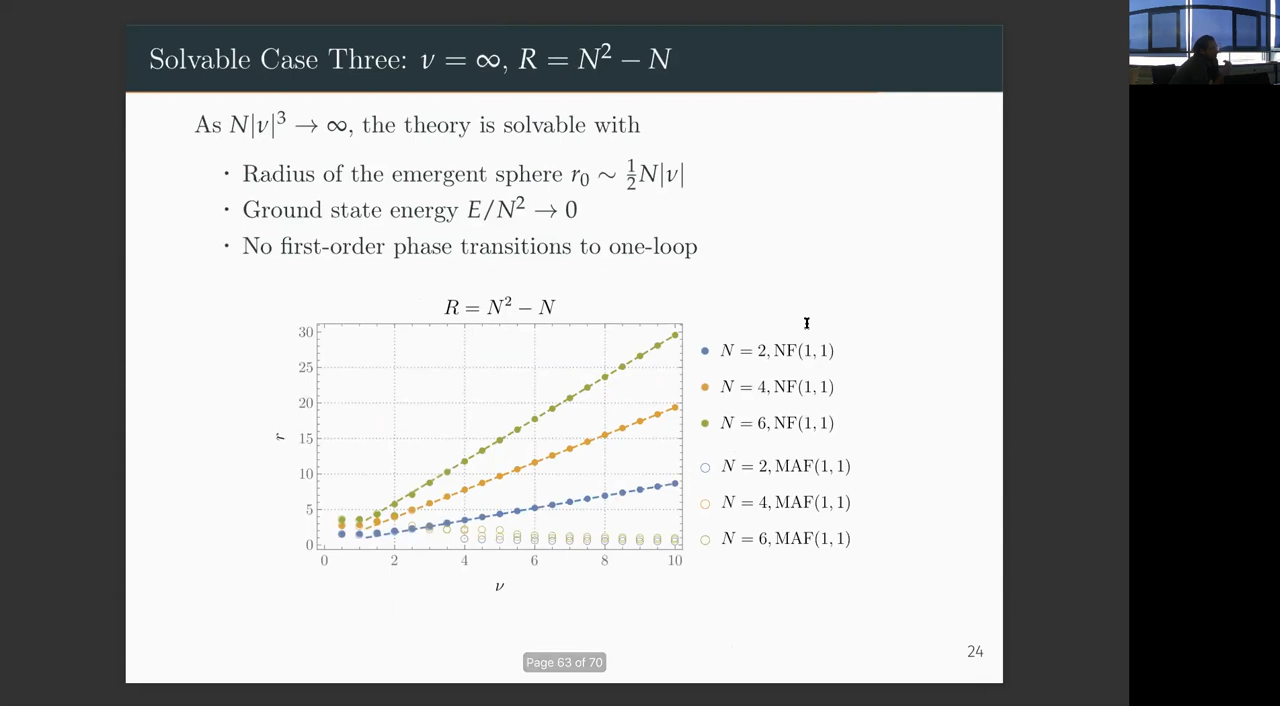 Solvable Case Three: ν = ∞, R = N² − N
As N|ν|³ → ∞, the theory is solvable with
· Radius of the emergent sphere r₀ ∼ ½N|ν|
· Ground state energy E/N² → 0
· No first-order phase transitions to one-loop
R = N² − N
30
25
20
15
10
5
0
r
0 2 4 6 8 10
ν
N = 2, NF(1, 1)
N = 4, NF(1, 1)
N = 6, NF(1, 1)
N = 2, MAF(1, 1)
N = 4, MAF(1, 1)
N = 6, MAF(1, 1)
24
Page 63 of 70